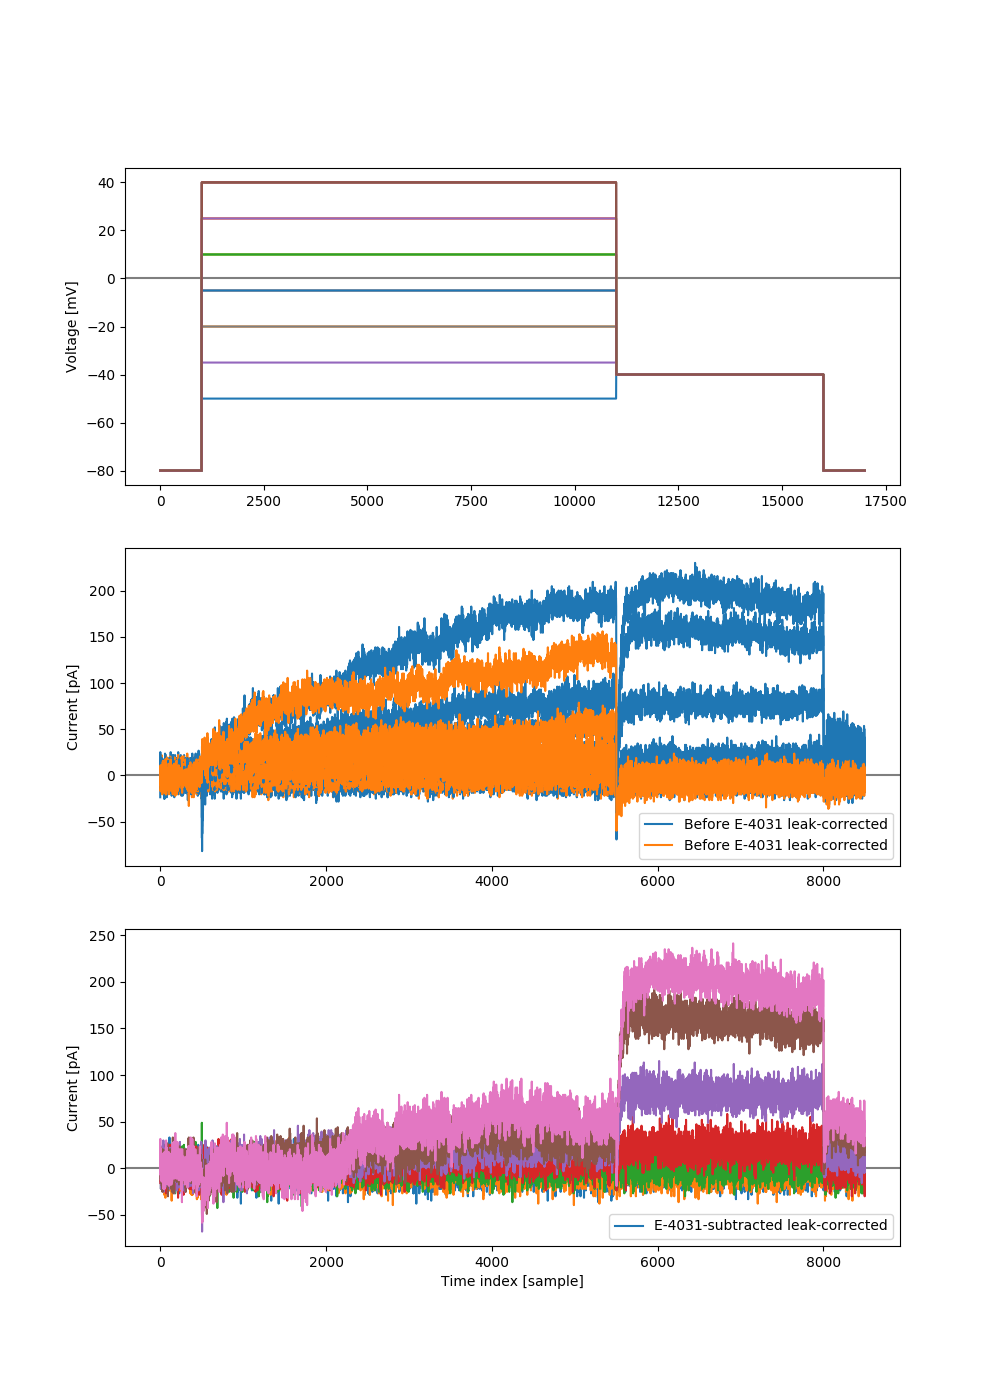 40
20
0
−20
−40
−60
−80
Voltage [mV]
0 2500 5000 7500 10000 12500 15000 17500
200
150
100
50
0
−50
Current [pA]
Before E-4031 leak-corrected
Before E-4031 leak-corrected
0 2000 4000 6000 8000
250
200
150
100
50
0
−50
Current [pA]
E-4031-subtracted leak-corrected
0 2000 4000 6000 8000
Time index [sample]